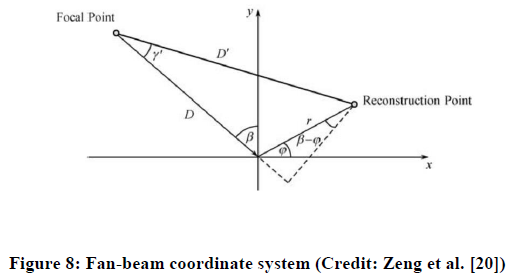 y
Focal Point
γ'
D'
Reconstruction Point
D
r
β
β-φ
φ
x
Figure 8: Fan-beam coordinate system (Credit: Zeng et al. [20])